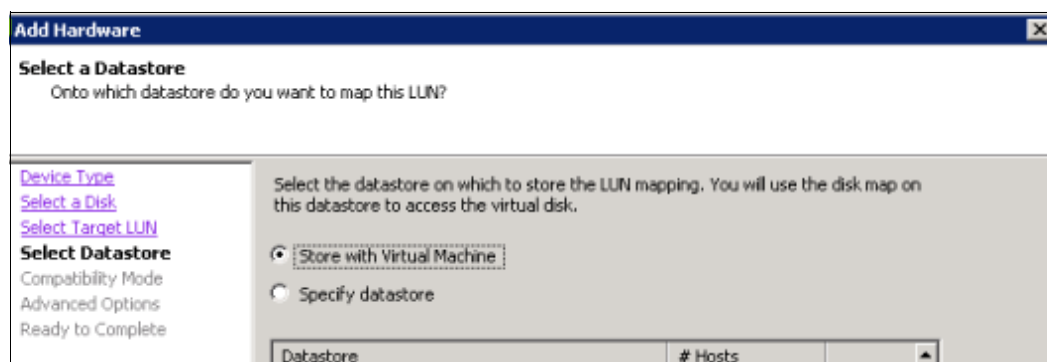 Add Hardware
Select a Datastore
Onto which datastore do you want to map this LUN?
Device Type
Select a Disk
Select Target LUN
Select Datastore
Compatibility Mode
Advanced Options
Ready to Complete
Select the datastore on which to store the LUN mapping. You will use the disk map on
this datastore to access the virtual disk.
Store with Virtual Machine
Specify datastore
Datastore # Hosts